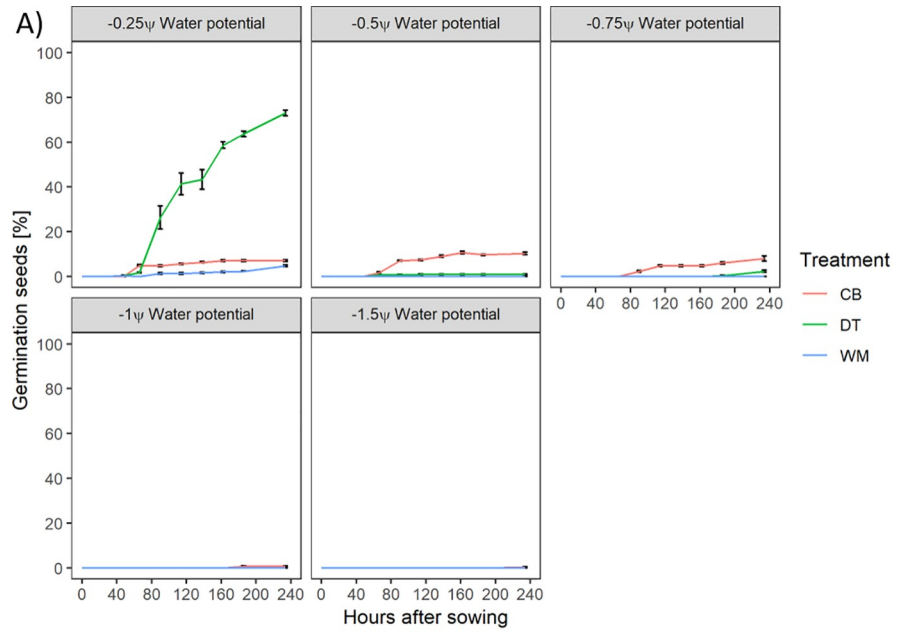 A)
-0.25ψ Water potential
-0.5ψ Water potential
-0.75ψ Water potential
100
80
60
40
20
0
0 40 80 120 160 200 240
-1ψ Water potential
-1.5ψ Water potential
100
80
60
40
20
0
0 40 80 120 160 200 240
0 40 80 120 160 200 240
Germination seeds [%]
Hours after sowing
Treatment
CB
DT
WM